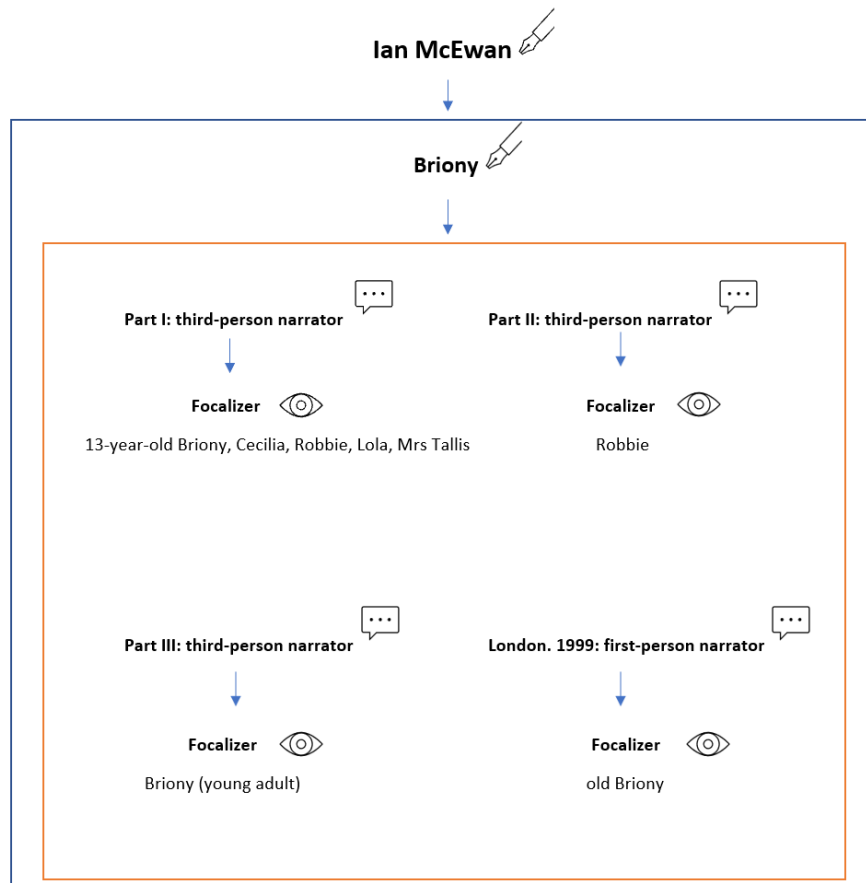 Ian McEwan
Briony
Part I: third-person narrator
Part II: third-person narrator
Focalizer
Focalizer
13-year-old Briony, Cecilia, Robbie, Lola, Mrs Tallis
Robbie
Part III: third-person narrator
London. 1999: first-person narrator
Focalizer
Focalizer
Briony (young adult)
old Briony